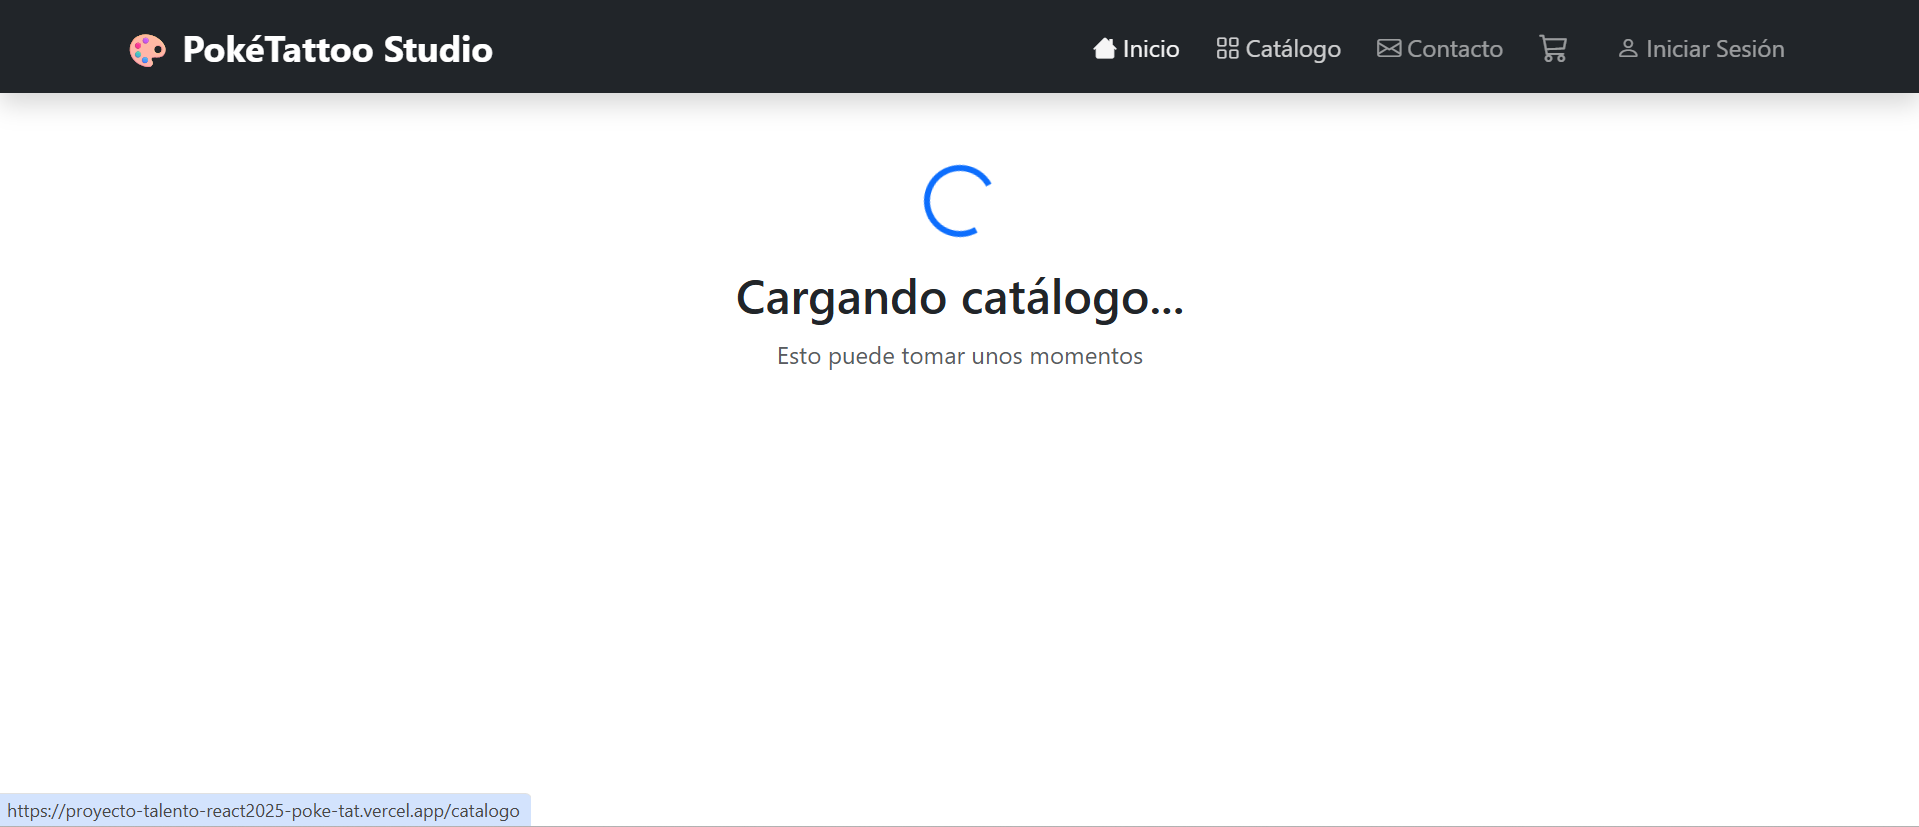 PokéTattoo Studio
Inicio Catálogo Contacto Iniciar Sesión
Cargando catálogo...
Esto puede tomar unos momentos
https://proyecto-talento-react2025-poke-tat.vercel.app/catalogo